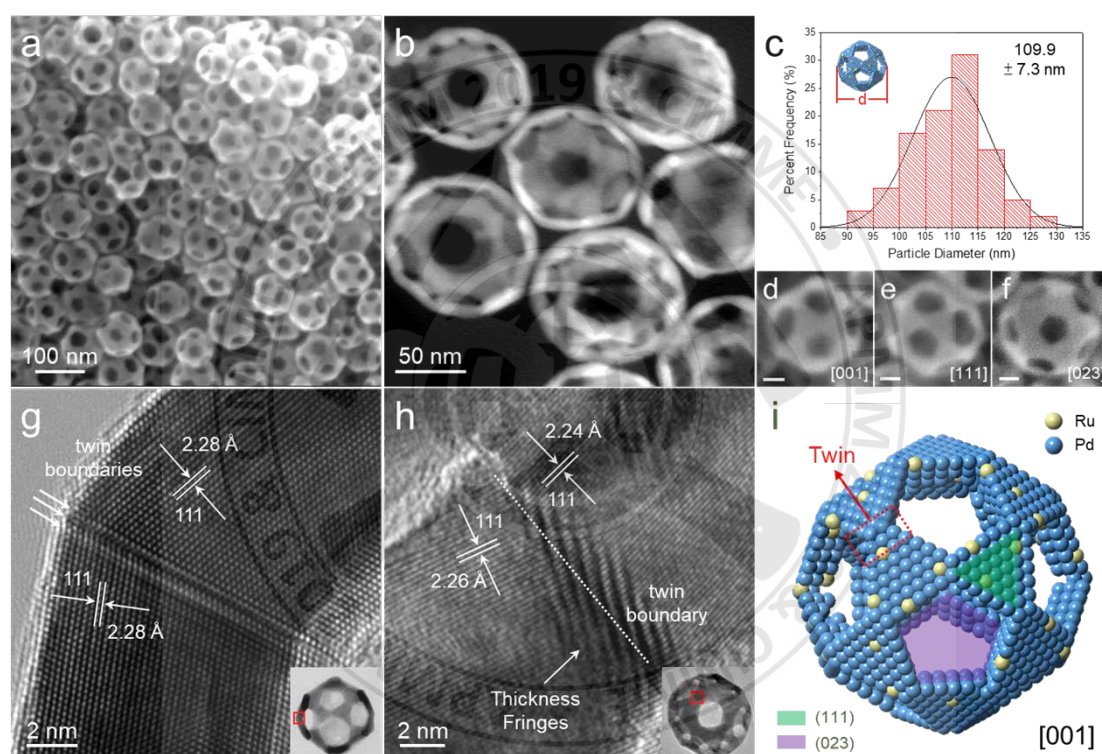 a
100 nm
b
50 nm
c
109.9
± 7.3 nm
d
Percent Frequency (%)
35
30
25
20
15
10
5
0
85 90 95 100 105 110 115 120 125 130 135
Particle Diameter (nm)
d
[001]
e
[111]
f
[023]
g
twin
boundaries
2.28 Å
111
111
2.28 Å
2 nm
h
2.24 Å
111
111
2.26 Å
twin
boundary
Thickness
Fringes
2 nm
i
Ru
Pd
Twin
(111)
(023)
[001]
2019